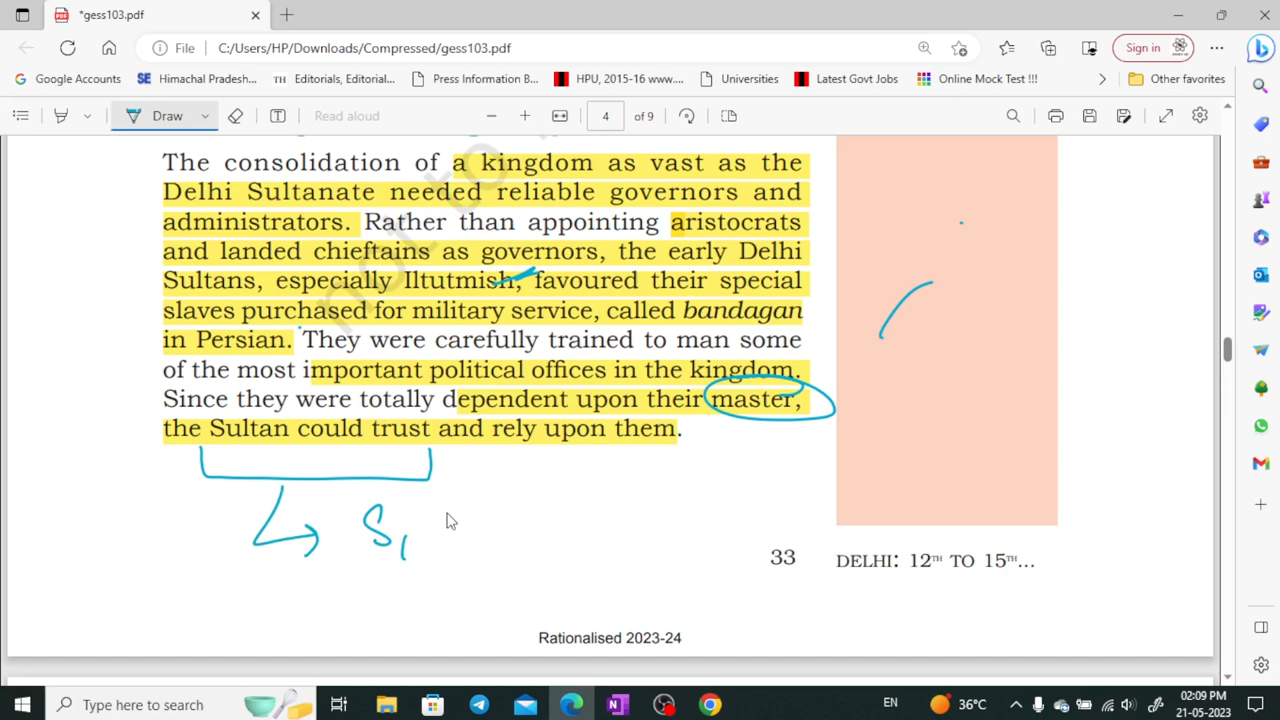 *gess103.pdf
File C:/Users/HP/Downloads/Compressed/gess103.pdf Sign in
Google Accounts SE Himachal Pradesh... TH Editorials, Editorial... Press Information B... HPU, 2015-16 www.... Universities Latest Govt Jobs Online Mock Test !!! Other favorites
Draw Read aloud 4 of 9
not to
The consolidation of a kingdom as vast as the
Delhi Sultanate needed reliable governors and
administrators. Rather than appointing aristocrats
and landed chieftains as governors, the early Delhi
Sultans, especially Iltutmish, favoured their special
slaves purchased for military service, called bandagan
in Persian. They were carefully trained to man some
of the most important political offices in the kingdom.
Since they were totally dependent upon their master,
the Sultan could trust and rely upon them.
S1
33 DELHI: 12TH TO 15TH...
Rationalised 2023-24
Type here to search EN 36°C 02:09 PM
21-05-2023